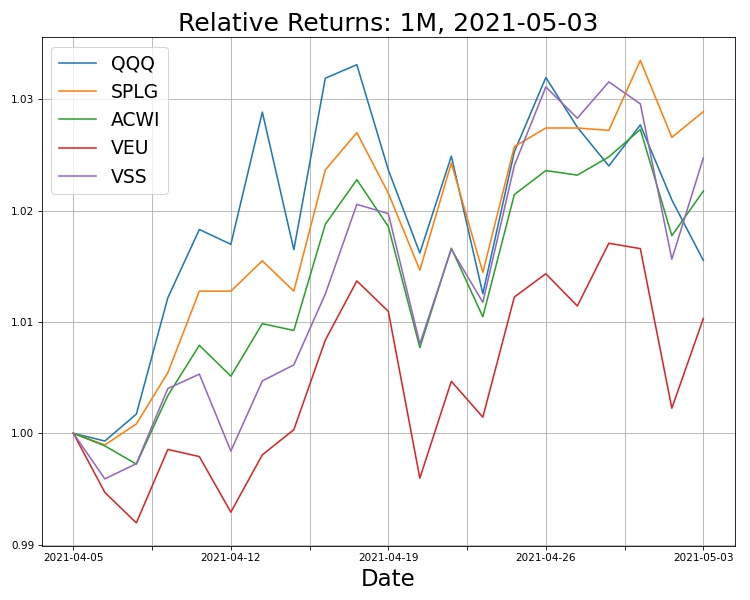 Relative Returns: 1M, 2021-05-03
QQQ
SPLG
ACWI
VEU
VSS
1.03
1.02
1.01
1.00
0.99
2021-04-05
2021-04-12
2021-04-19
2021-04-26
2021-05-03
Date